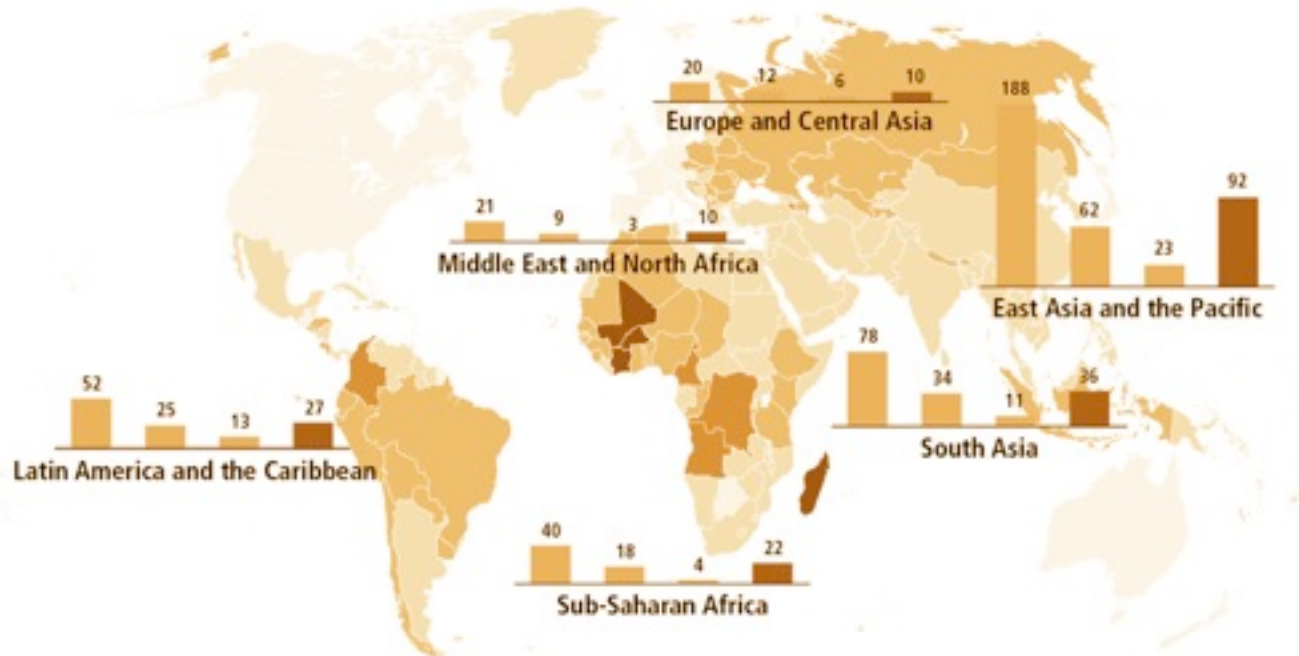 20 12 6 10
Europe and Central Asia
188 62 23 92
East Asia and the Pacific
21 9 3 10
Middle East and North Africa
78 34 11 36
South Asia
52 25 13 27
Latin America and the Caribbean
40 18 4 22
Sub-Saharan Africa